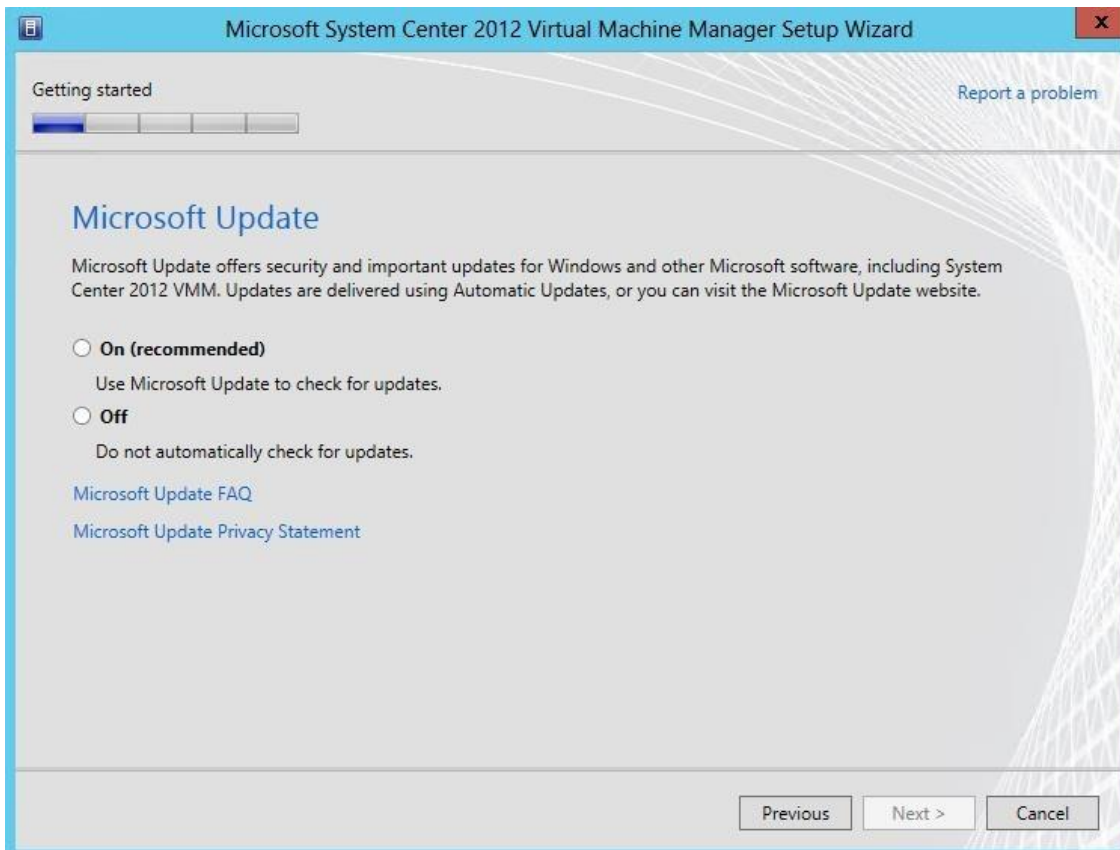 Microsoft System Center 2012 Virtual Machine Manager Setup Wizard
x
Getting started
Report a problem
Microsoft Update
Microsoft Update offers security and important updates for Windows and other Microsoft software, including System
Center 2012 VMM. Updates are delivered using Automatic Updates, or you can visit the Microsoft Update website.
On (recommended)
Use Microsoft Update to check for updates.
Off
Do not automatically check for updates.
Microsoft Update FAQ
Microsoft Update Privacy Statement
Previous
Next >
Cancel